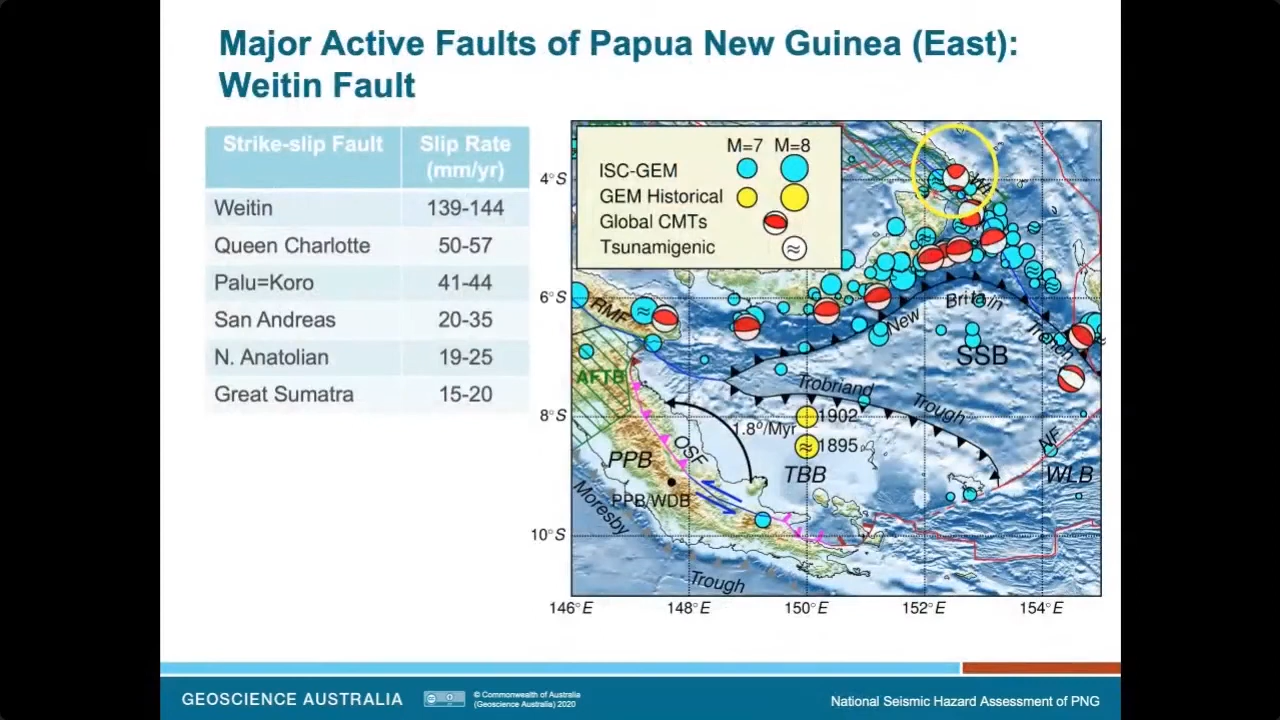 Major Active Faults of Papua New Guinea (East):
Weitin Fault
Strike-slip Fault
Slip Rate (mm/yr)
Weitin 139-144
Queen Charlotte 50-57
Palu=Koro 41-44
San Andreas 20-35
N. Anatolian 19-25
Great Sumatra 15-20
M=7 M=8
ISC-GEM
GEM Historical
Global CMTs
Tsunamigenic
4°S
6°S
8°S
10°S
146°E 148°E 150°E 152°E 154°E
RMF
New Britain Trench
SSB
AFTB
Trobriand Trough
1902
1.8°/Myr
1895
OSF
NF
PPB
TBB
WLB
PPB/WDB
Moresby Trough
GEOSCIENCE AUSTRALIA
© Commonwealth of Australia
(Geoscience Australia) 2020
National Seismic Hazard Assessment of PNG